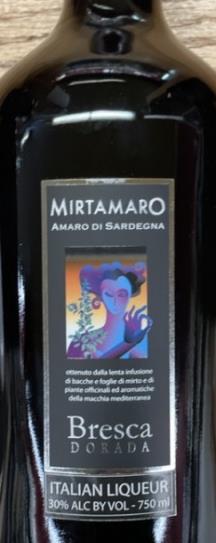 MIRTAMARO
AMARO DI SARDEGNA
ottenuto dalla lenta infusione
di bacche e foglie di mirto e di
piante officinali ed aromatiche
della macchia mediterranea
Bresca
DORADA
ITALIAN LIQUEUR
30% ALC BY VOL - 750 ml